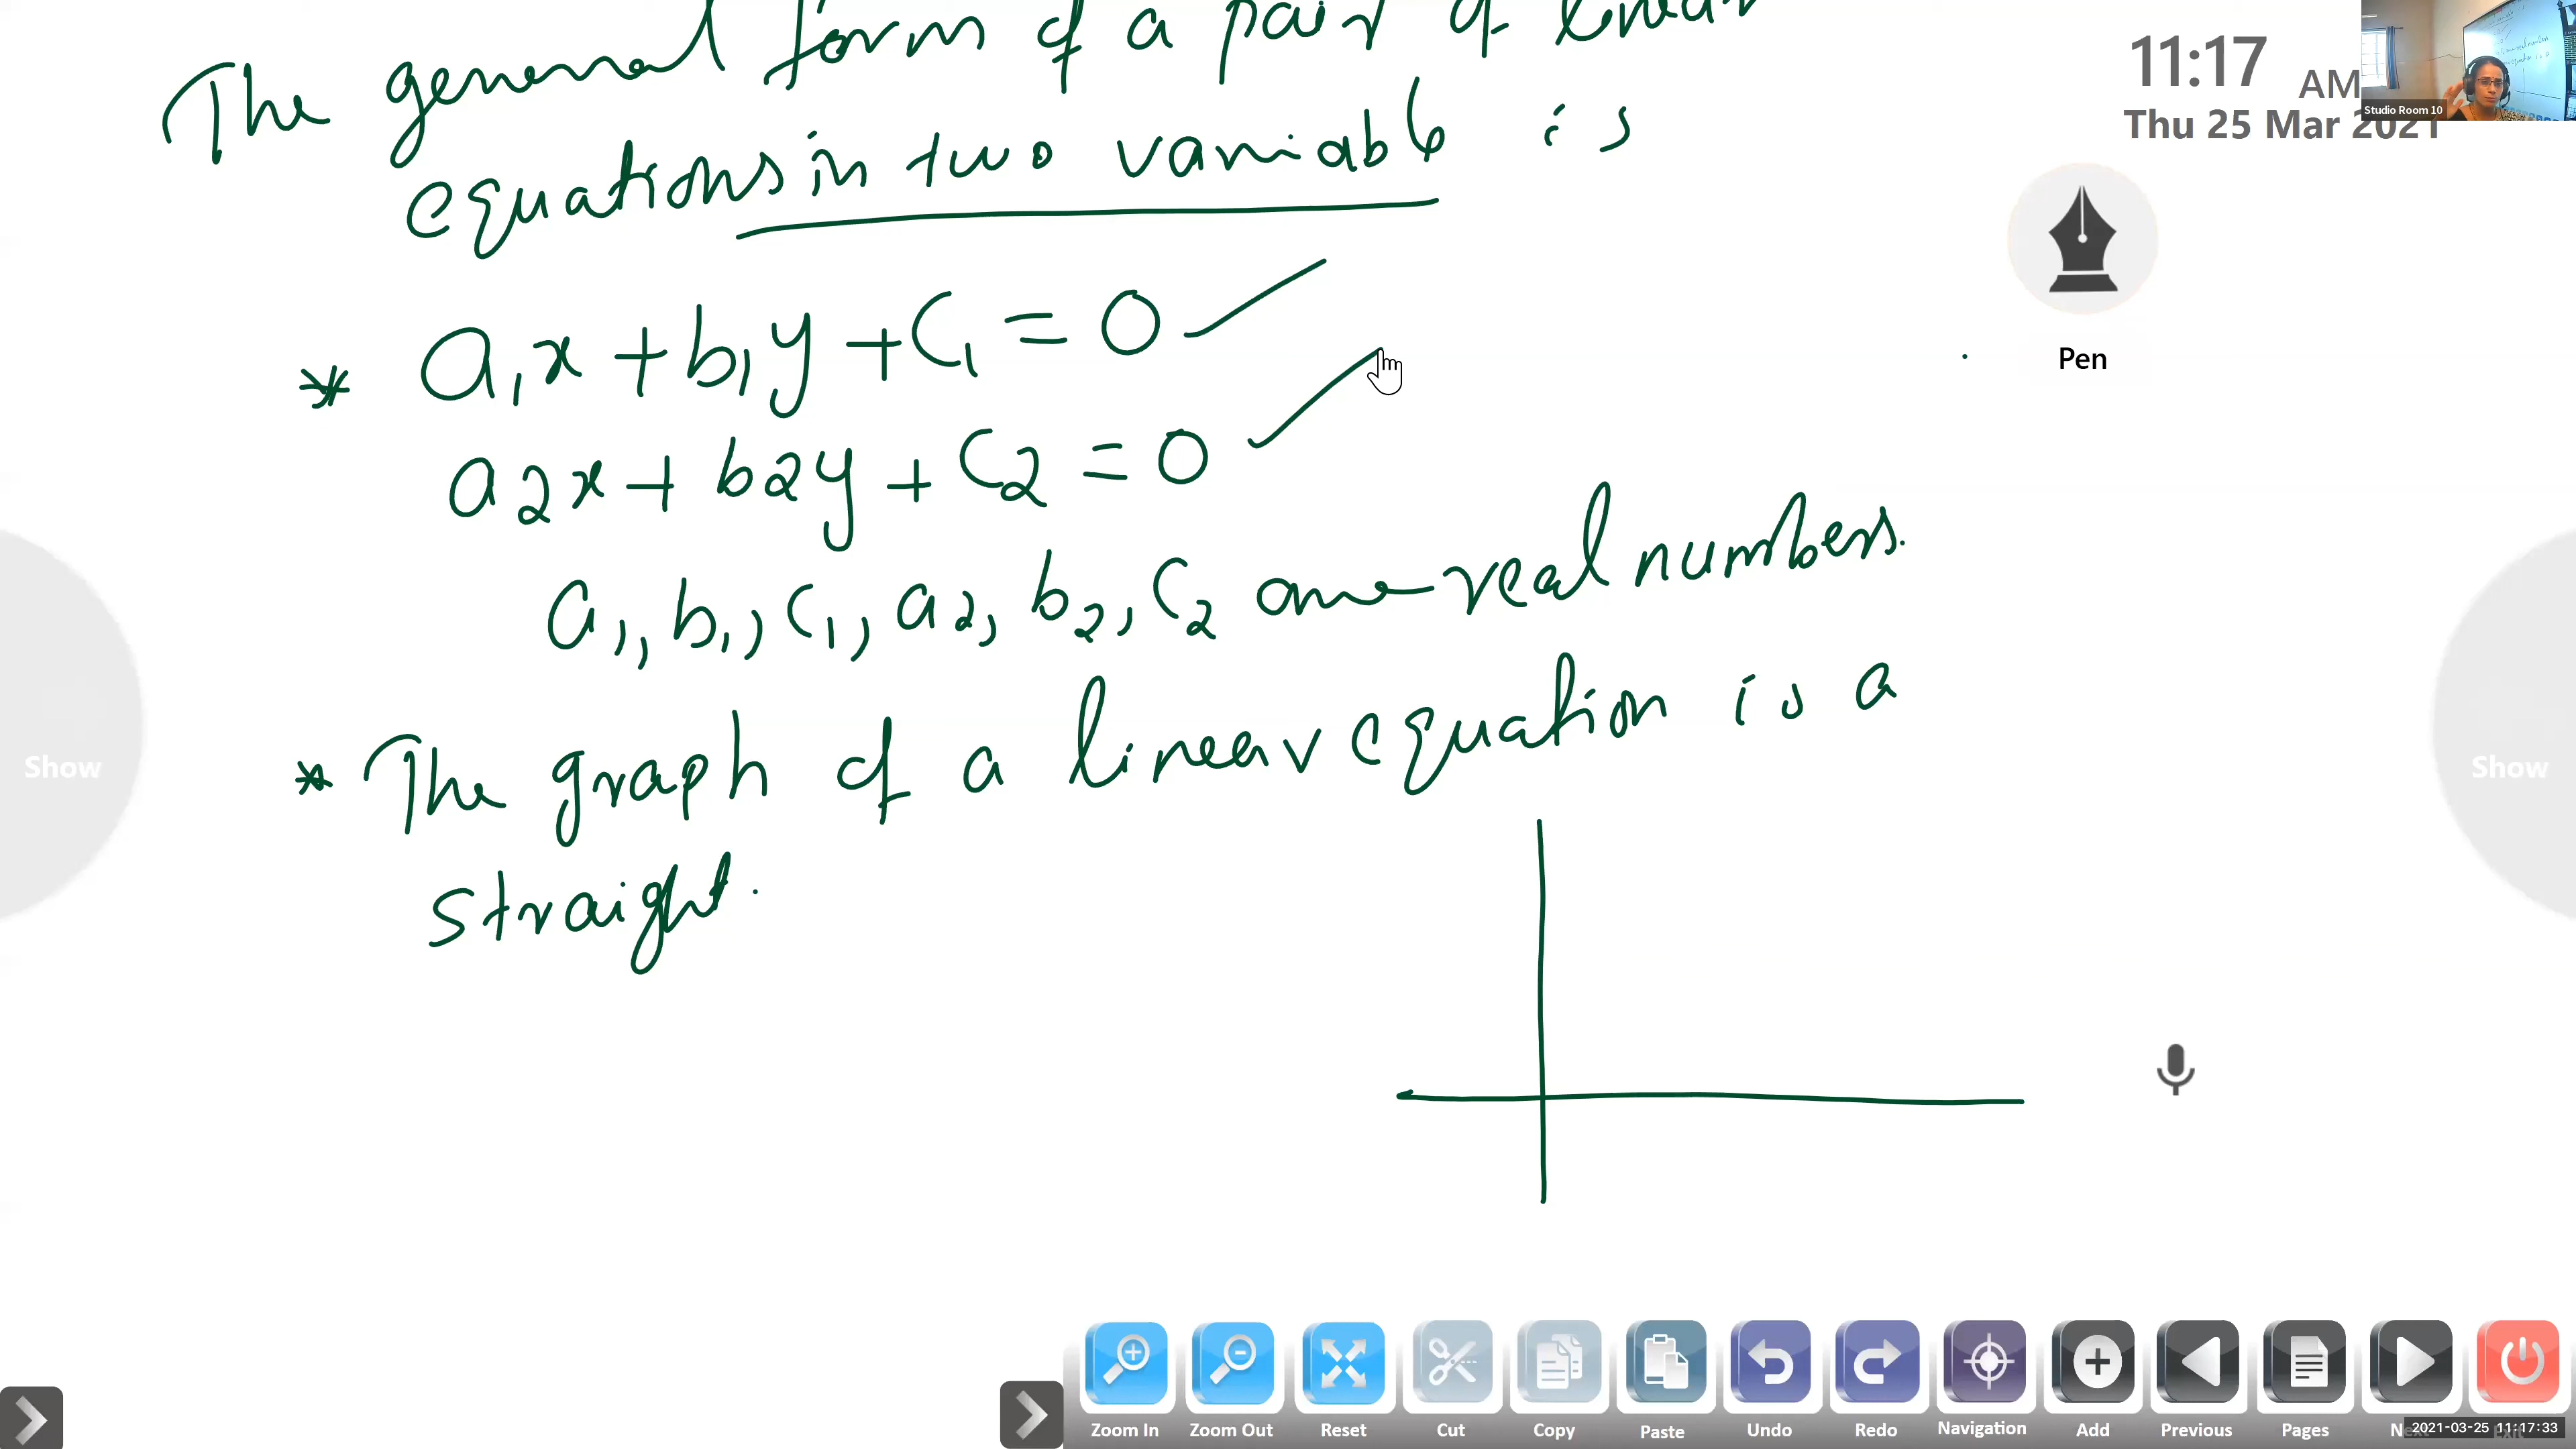 The general form of a pair of linear
equations in two variable is
* a₁x + b₁y + c₁ = 0
a2x + b2y + c2 = 0
a₁, b₁, c₁, a2, b2, c2 are real numbers.
* The graph of a linear equation is a
straight.
11:17 AM
Thu 25 Mar 2021
Studio Room 10
Pen
Show
Show
Zoom In Zoom Out Reset Cut Copy Paste Undo Redo Navigation Add Previous Pages
2021-03-25 11:17:33